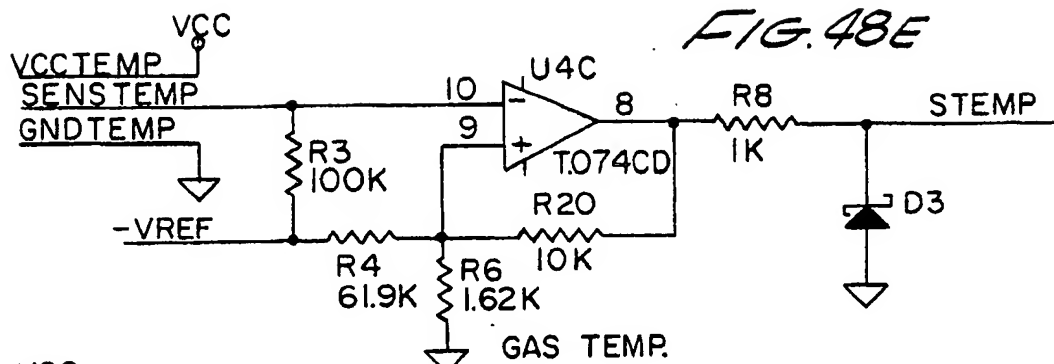 FIG. 48E
VCC
VCCTEMP
SENSTEMP
GNDTEMP
10
9
U4C
-
+
8
T.074CD
R8
1K
STEMP
R3
100K
-VREF
R4
61.9K
R6
1.62K
R20
10K
D3
GAS TEMP.